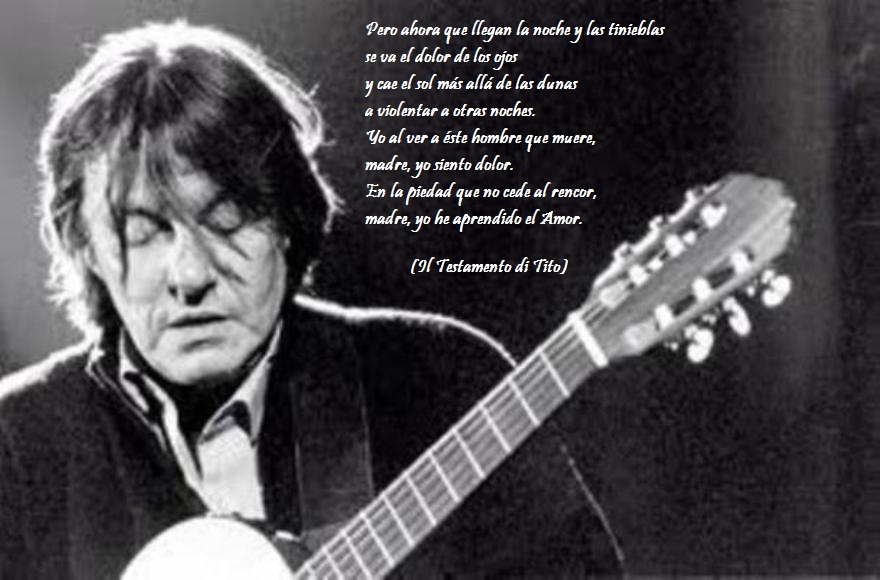 Pero ahora que llegan la noche y las tinieblas
se va el dolor de los ojos
y cae el sol más allá de las dunas
a violentar a otras noches.
Yo al ver a éste hombre que muere,
madre, yo siento dolor.
En la piedad que no cede al rencor,
madre, yo he aprendido el Amor.
(Il Testamento di Tito)